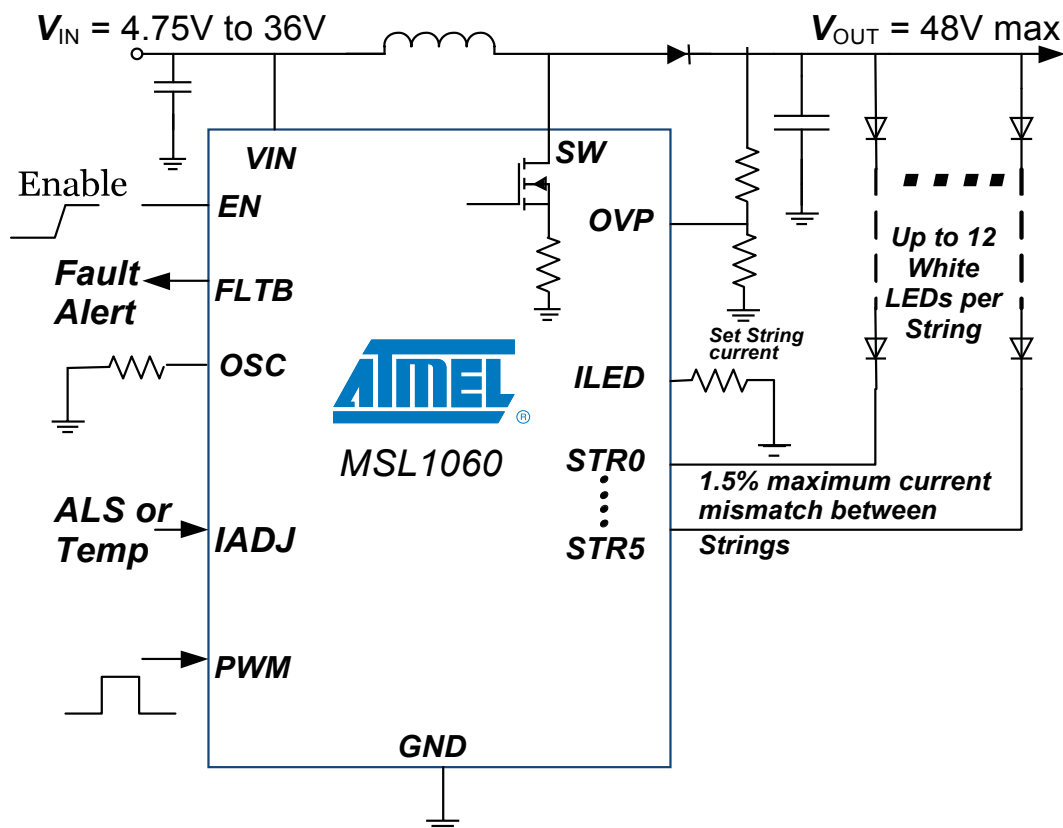 VIN = 4.75V to 36V
VOUT = 48V max
VIN
SW
Enable
EN
OVP
Up to 12
White
LEDs per
String
Fault
Alert
FLTB
OSC
Set String
current
ILED
ATMEL
®
MSL1060
STR0
1.5% maximum current
mismatch between
Strings
ALS or
Temp
IADJ
STR5
PWM
GND